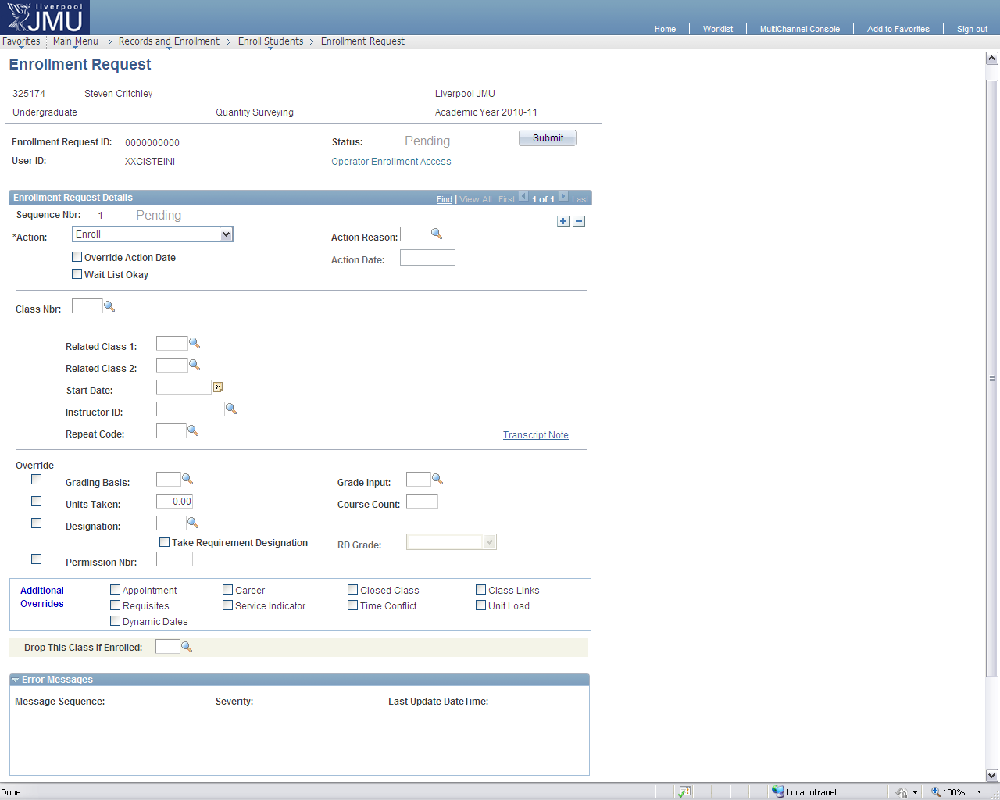 liverpool
JMU
Home Worklist MultiChannel Console Add to Favorites Sign out
Favorites Main Menu > Records and Enrollment > Enroll Students > Enrollment Request
Enrollment Request
325174 Steven Critchley Liverpool JMU
Undergraduate Quantity Surveying Academic Year 2010-11
Enrollment Request ID: 0000000000 Status: Pending Submit
User ID: XXCISTEINI Operator Enrollment Access
Enrollment Request Details Find | View All First 1 of 1 Last
Sequence Nbr: 1 Pending
*Action: Enroll Action Reason:
Override Action Date Action Date:
Wait List Okay
Class Nbr:
Related Class 1:
Related Class 2:
Start Date: 31
Instructor ID:
Repeat Code: Transcript Note
Override
Grading Basis: Grade Input:
Units Taken: 0.00 Course Count:
Designation:
Take Requirement Designation RD Grade:
Permission Nbr:
Additional Overrides Appointment Career Closed Class Class Links
Requisites Service Indicator Time Conflict Unit Load
Dynamic Dates
Drop This Class if Enrolled:
Error Messages
Message Sequence: Severity: Last Update DateTime:
Done Local intranet 100%